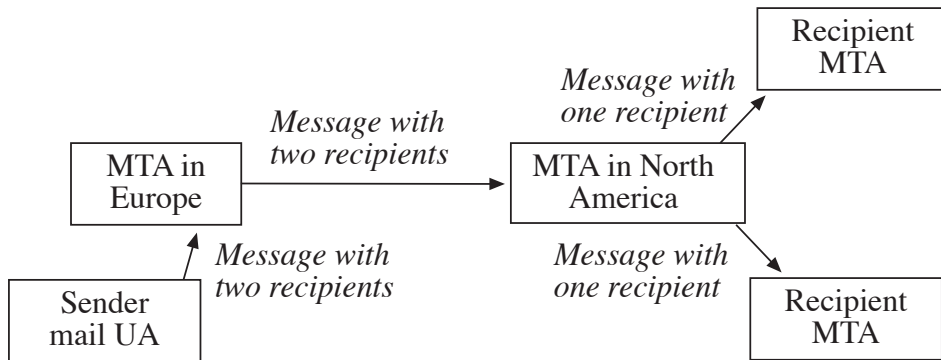 Recipient
MTA
Message with
one recipient
Message with
two recipients
MTA in
Europe
MTA in North
America
Message with
two recipients
Message with
one recipient
Sender
mail UA
Recipient
MTA